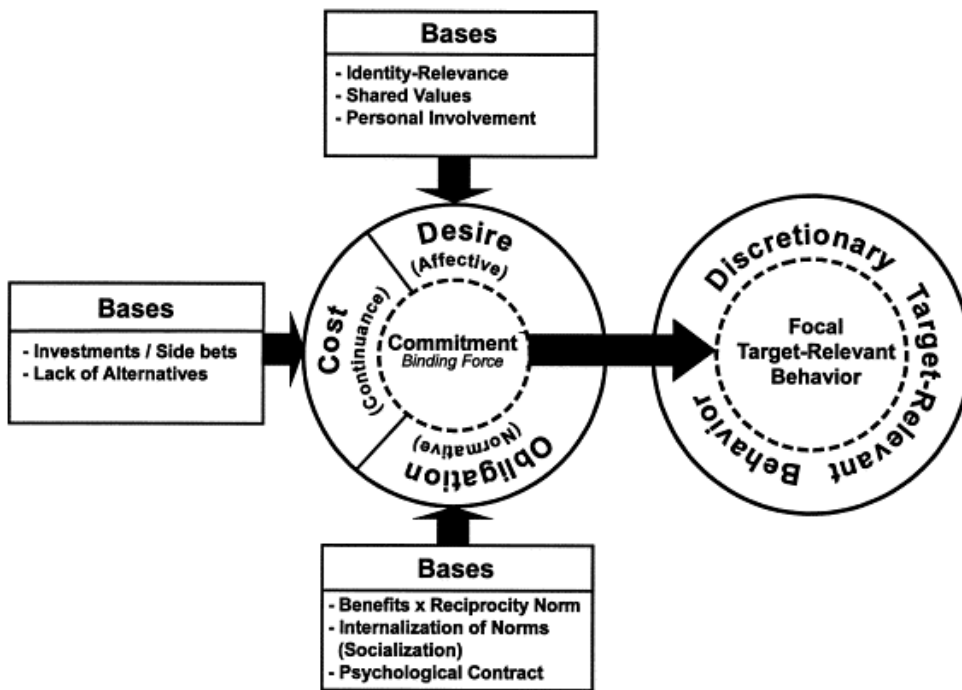 Bases
- Identity-Relevance
- Shared Values
- Personal Involvement
Bases
- Investments / Side bets
- Lack of Alternatives
Desire
(Affective)
Cost
(Continuance)
Commitment
Binding Force
(Normative)
Obligation
Discretionary Target-Relevant Behavior
Focal
Target-Relevant
Behavior
Bases
- Benefits x Reciprocity Norm
- Internalization of Norms
(Socialization)
- Psychological Contract